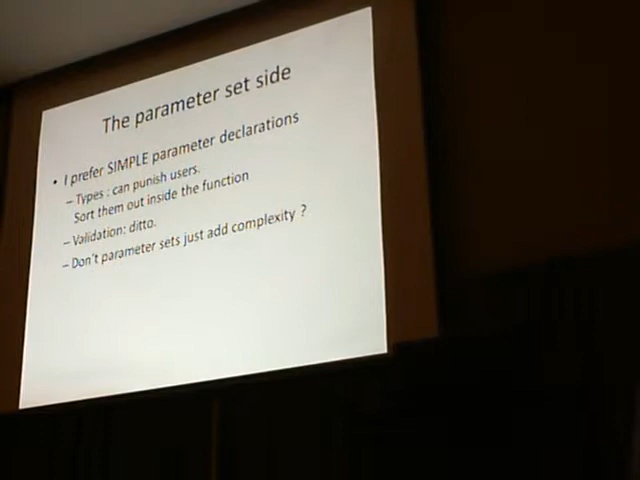 The parameter set side
• I prefer SIMPLE parameter declarations
– Types : can punish users.
Sort them out inside the function
– Validation: ditto.
– Don't parameter sets just add complexity ?